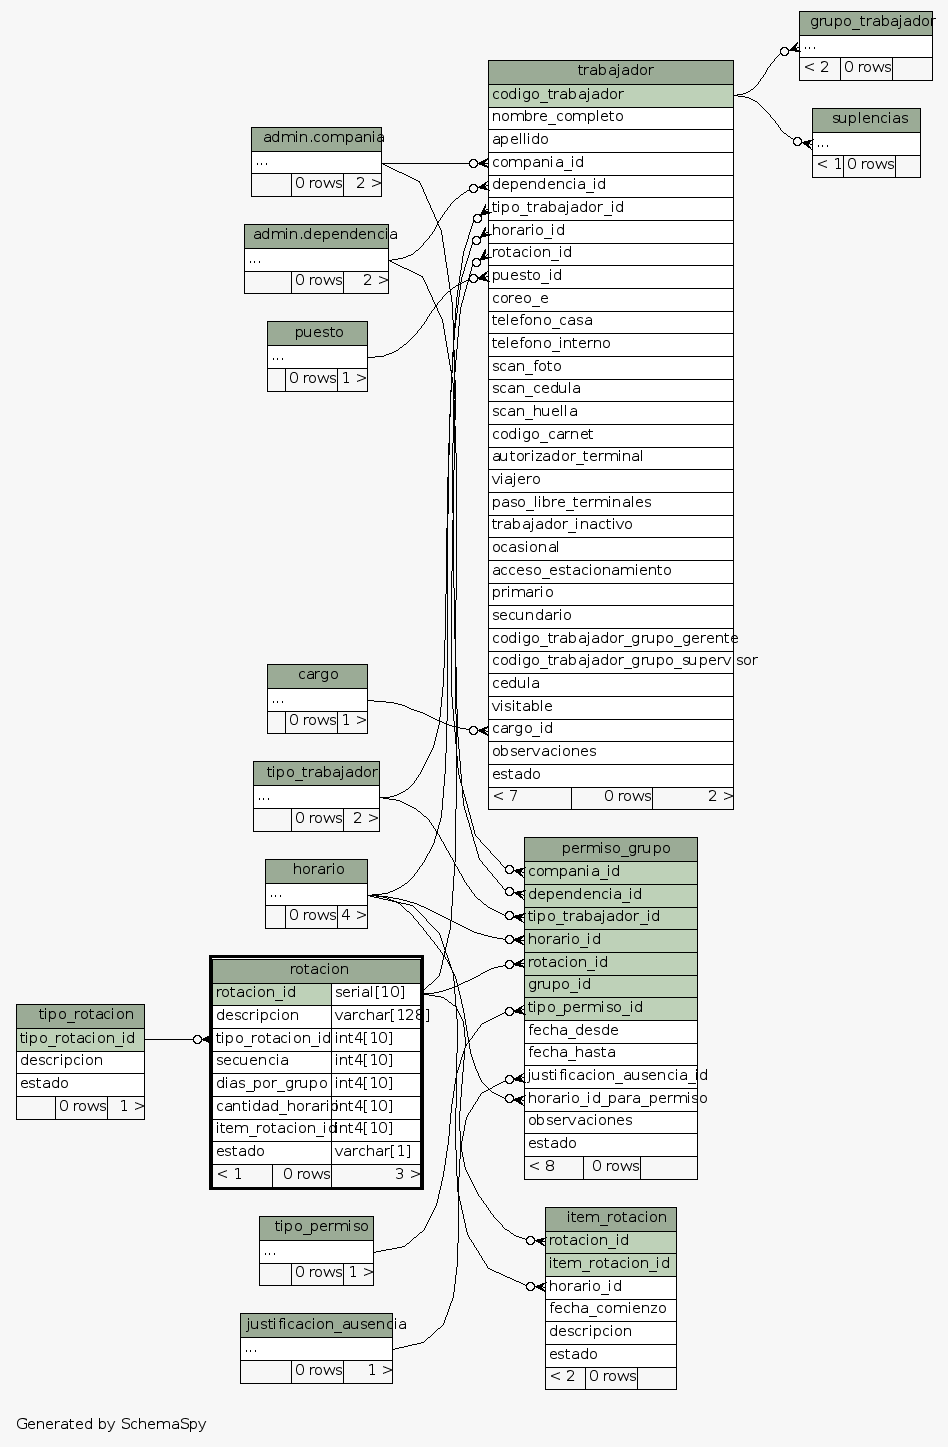 grupo_trabajador
...
< 2 0 rows
trabajador
codigo_trabajador
nombre_completo
apellido
compania_id
dependencia_id
tipo_trabajador_id
horario_id
rotacion_id
puesto_id
coreo_e
telefono_casa
telefono_interno
scan_foto
scan_cedula
scan_huella
codigo_carnet
autorizador_terminal
viajero
paso_libre_terminales
trabajador_inactivo
ocasional
acceso_estacionamiento
primario
secundario
codigo_trabajador_grupo_gerente
codigo_trabajador_grupo_supervisor
cedula
visitable
cargo_id
observaciones
estado
< 7 0 rows 2 >
suplencias
...
< 1 0 rows
admin.compania
...
0 rows 2 >
admin.dependencia
...
0 rows 2 >
puesto
...
0 rows 1 >
cargo
...
0 rows 1 >
tipo_trabajador
...
0 rows 2 >
horario
...
0 rows 4 >
permiso_grupo
compania_id
dependencia_id
tipo_trabajador_id
horario_id
rotacion_id
grupo_id
tipo_permiso_id
fecha_desde
fecha_hasta
justificacion_ausencia_id
horario_id_para_permiso
observaciones
estado
< 8 0 rows
rotacion
rotacion_id serial[10]
descripcion varchar[128]
tipo_rotacion_id int4[10]
secuencia int4[10]
dias_por_grupo int4[10]
cantidad_horario int4[10]
item_rotacion_id int4[10]
estado varchar[1]
< 1 0 rows 3 >
tipo_rotacion
tipo_rotacion_id
descripcion
estado
0 rows 1 >
tipo_permiso
...
0 rows 1 >
item_rotacion
rotacion_id
item_rotacion_id
horario_id
fecha_comienzo
descripcion
estado
< 2 0 rows
justificacion_ausencia
...
0 rows 1 >
Generated by SchemaSpy